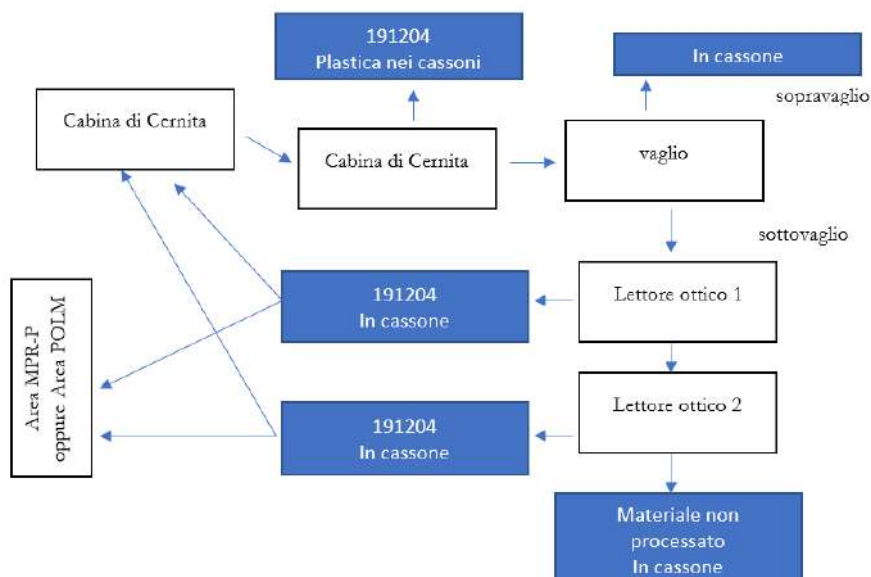 191204
Plastica nei cassoni
In cassone
sopravaglio
Cabina di Cernita
Cabina di Cernita
vaglio
sottovaglio
191204
In cassone
Lettore ottico 1
Area MPR-P
oppure Area POLM
191204
In cassone
Lettore ottico 2
Materiale non
processato
In cassone